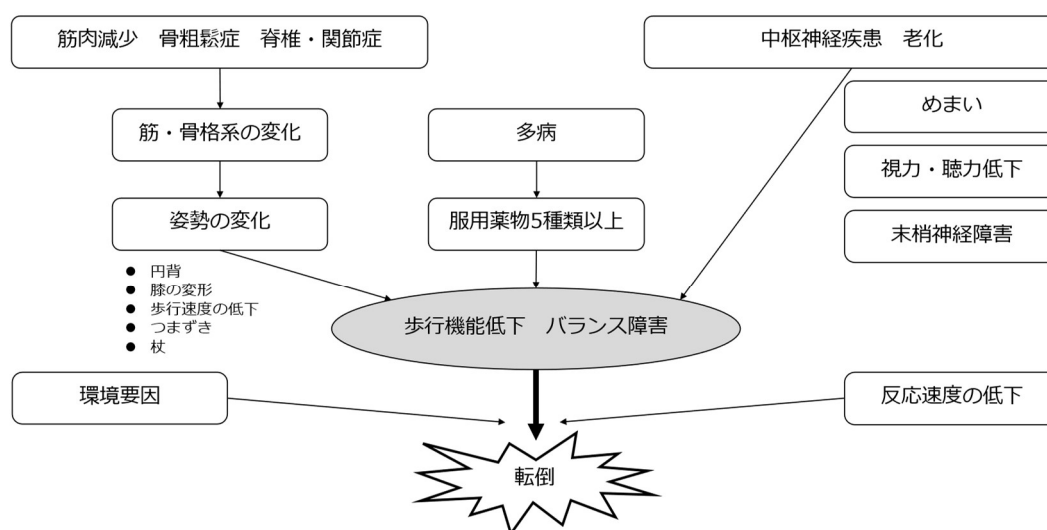 筋肉減少　骨粗鬆症　脊椎・関節症
中枢神経疾患　老化
筋・骨格系の変化
多病
めまい
視力・聴力低下
姿勢の変化
服用薬物5種類以上
末梢神経障害
● 円背
● 膝の変形
● 歩行速度の低下
● つまずき
● 杖
歩行機能低下　バランス障害
環境要因
反応速度の低下
転倒